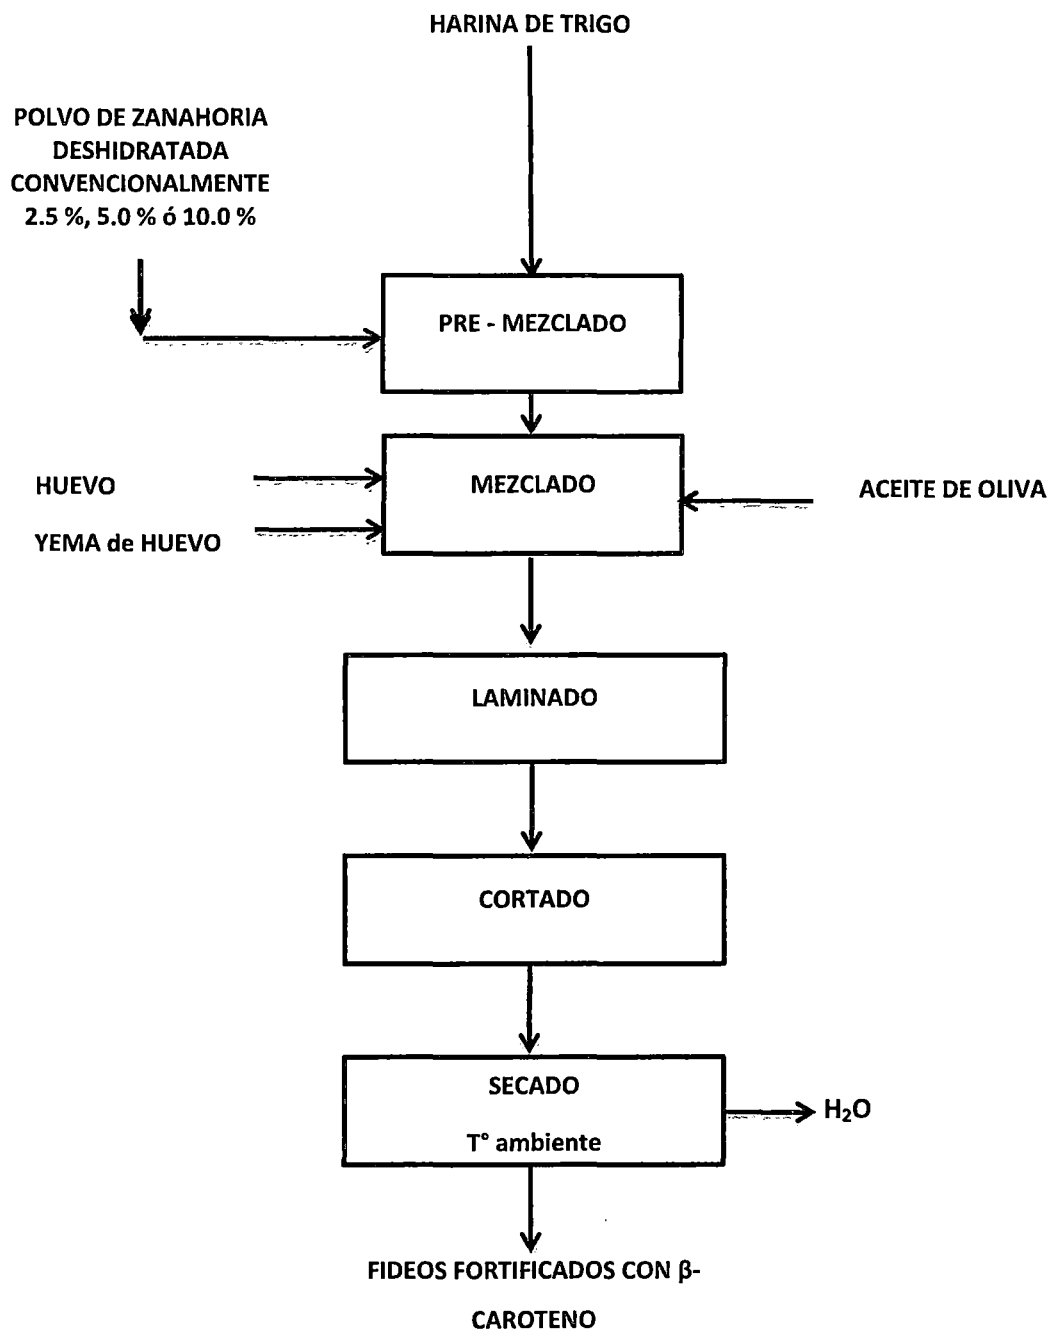 HARINA DE TRIGO
POLVO DE ZANAHORIA
DESHIDRATADA
CONVENCIONALMENTE
2.5 %, 5.0 % ó 10.0 %
PRE - MEZCLADO
HUEVO
YEMA de HUEVO
MEZCLADO
ACEITE DE OLIVA
LAMINADO
CORTADO
SECADO
T° ambiente
H₂O
FIDEOS FORTIFICADOS CON β-
CAROTENO